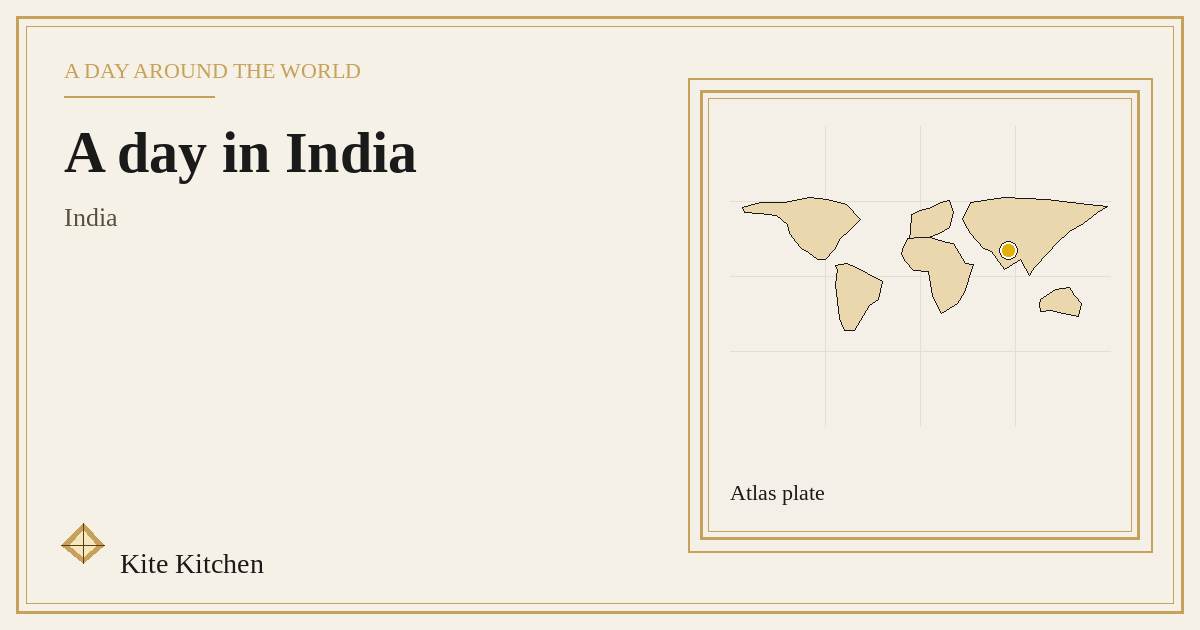 A DAY AROUND THE WORLD
A day in India
India
Atlas plate
Kite Kitchen